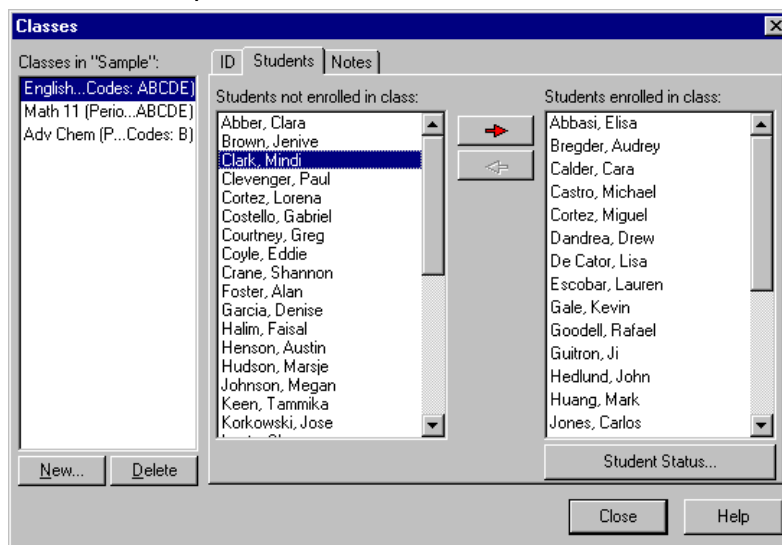 Classes
Classes in "Sample":
English...Codes: ABCDE)
Math 11 (Perio...ABCDE)
Adv Chem (P...Codes: B)
New...
Delete
ID
Students
Notes
Students not enrolled in class:
Abber, Clara
Brown, Jenive
Clark, Mindi
Clevenger, Paul
Cortez, Lorena
Costello, Gabriel
Courtney, Greg
Coyle, Eddie
Crane, Shannon
Foster, Alan
Garcia, Denise
Halim, Faisal
Henson, Austin
Hudson, Marsje
Johnson, Megan
Keen, Tammika
Korkowski, Jose
Students enrolled in class:
Abbasi, Elisa
Bregder, Audrey
Calder, Cara
Castro, Michael
Cortez, Miguel
Dandrea, Drew
De Cator, Lisa
Escobar, Lauren
Gale, Kevin
Goodell, Rafael
Guitron, Ji
Hedlund, John
Huang, Mark
Jones, Carlos
Student Status...
Close
Help